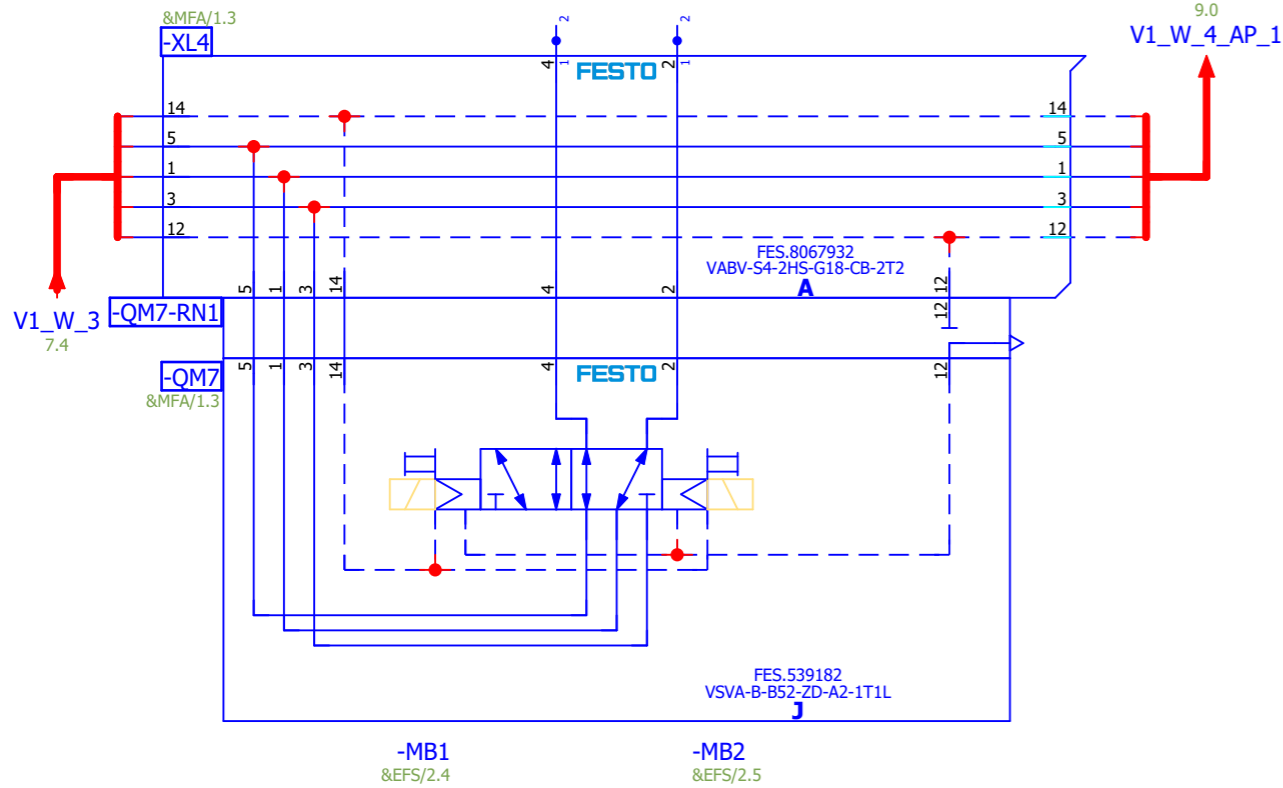 &MFA/1.3
-XL4
2
2
9.0
V1_W_4_AP_1
4
1
FESTO
2
1
14
14
5
5
1
1
3
3
12
12
FES.8067932
VABV-S4-2HS-G18-CB-2T2
A
5
1
3
14
4
2
12
V1_W_3
7.4
-QM7-RN1
12
-QM7
&MFA/1.3
5
1
3
14
4
FESTO
2
12
FES.539182
VSVA-B-B52-ZD-A2-1T1L
J
-MB1
&EFS/2.4
-MB2
&EFS/2.5